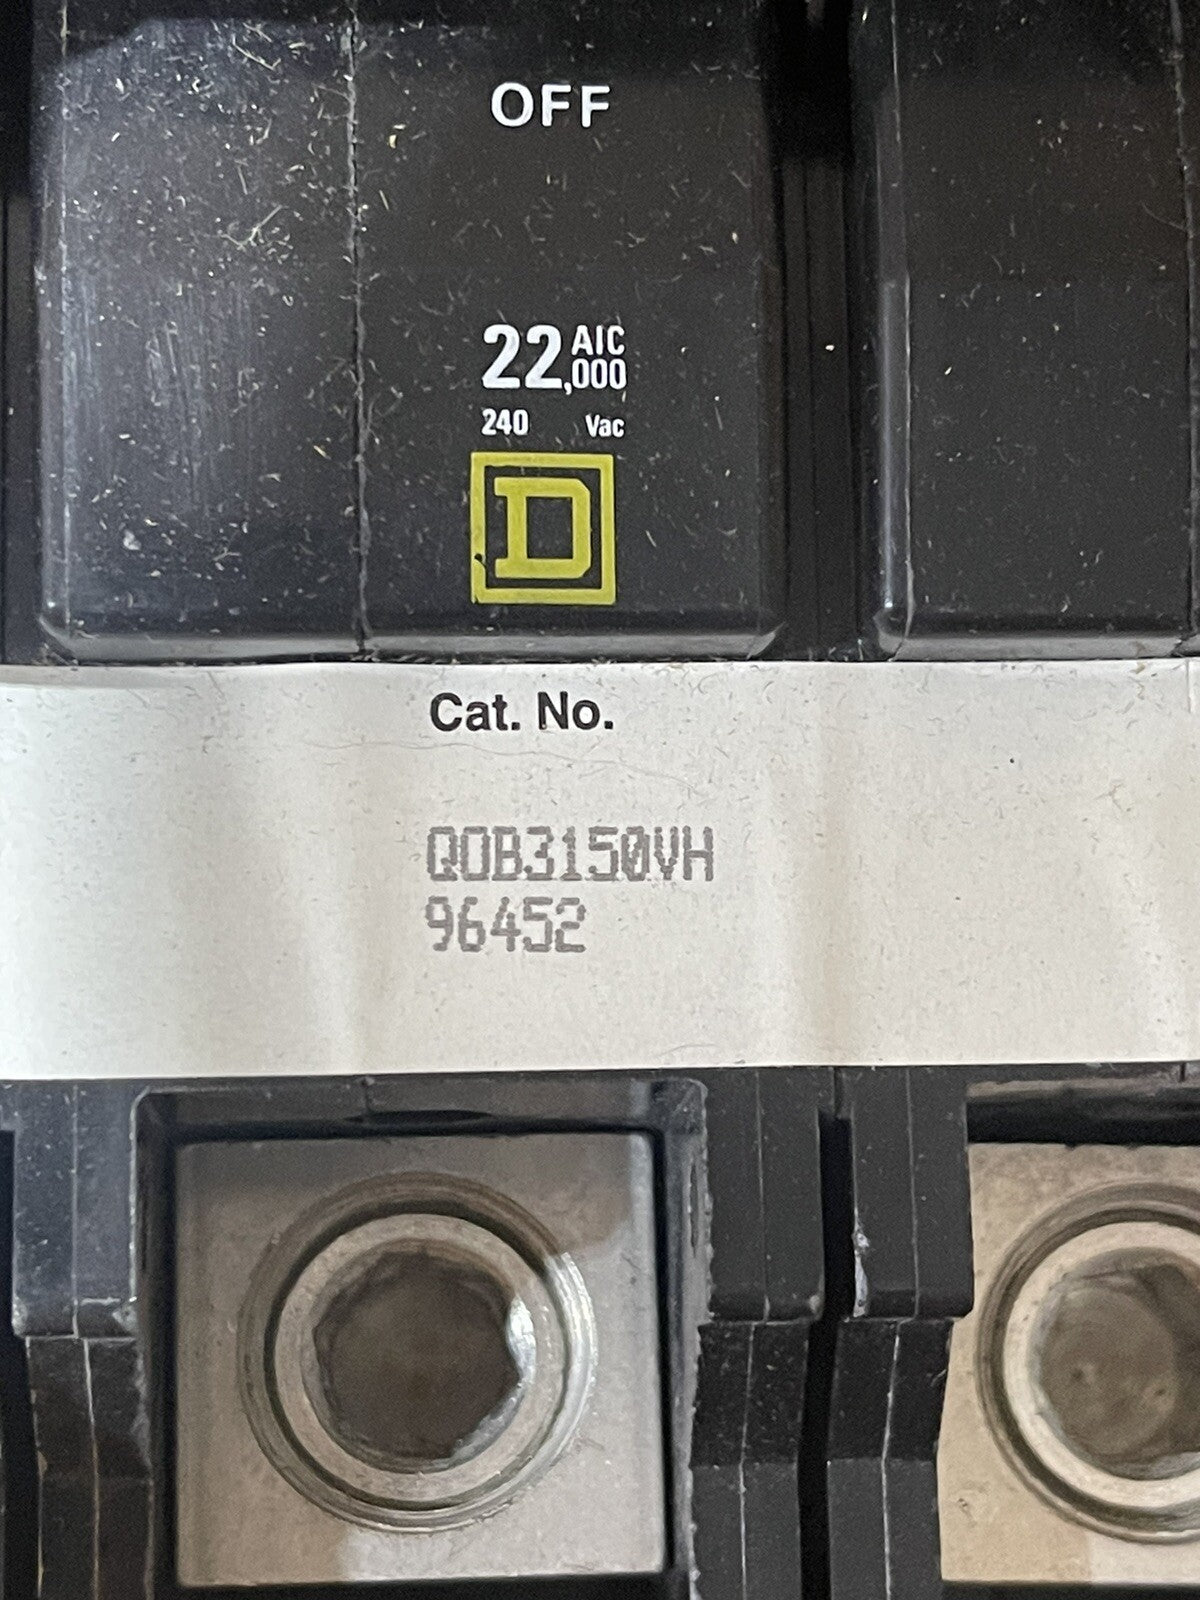 OFF
22,000 AIC
240 Vac
D
Cat. No.
QOB3150VH
96452